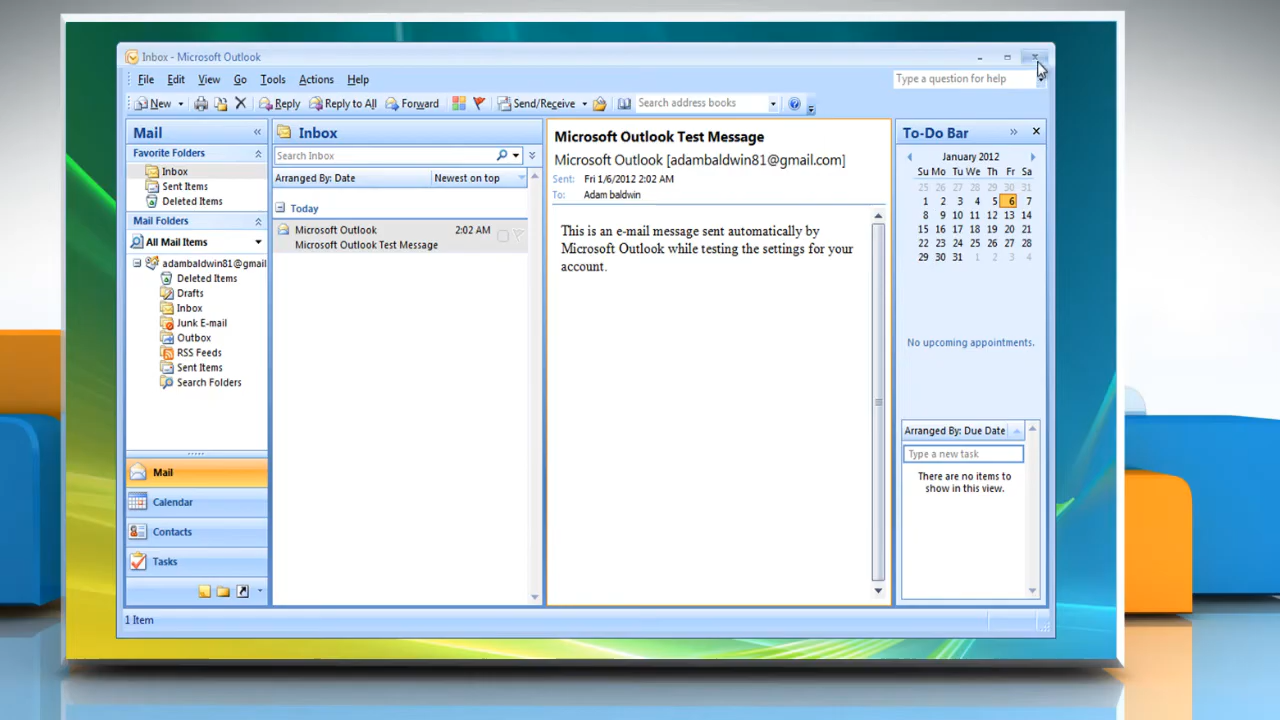 Inbox - Microsoft Outlook
File Edit View Go Tools Actions Help
Type a question for help
New Reply Reply to All Forward Send/Receive Search address books
Mail
Favorite Folders
Inbox
Sent Items
Deleted Items
Mail Folders
All Mail Items
adambaldwin81@gmail
Deleted Items
Drafts
Inbox
Junk E-mail
Outbox
RSS Feeds
Sent Items
Search Folders
Mail
Calendar
Contacts
Tasks
Inbox
Search Inbox
Arranged By: Date Newest on top
Today
Microsoft Outlook 2:02 AM
Microsoft Outlook Test Message
Microsoft Outlook Test Message
Microsoft Outlook [adambaldwin81@gmail.com]
Sent: Fri 1/6/2012 2:02 AM
To: Adam baldwin
This is an e-mail message sent automatically by
Microsoft Outlook while testing the settings for your
account.
To-Do Bar
January 2012
Su Mo Tu We Th Fr Sa
25 26 27 28 29 30 31
1 2 3 4 5 6 7
8 9 10 11 12 13 14
15 16 17 18 19 20 21
22 23 24 25 26 27 28
29 30 31 1 2 3 4
No upcoming appointments.
Arranged By: Due Date
Type a new task
There are no items to
show in this view.
1 Item